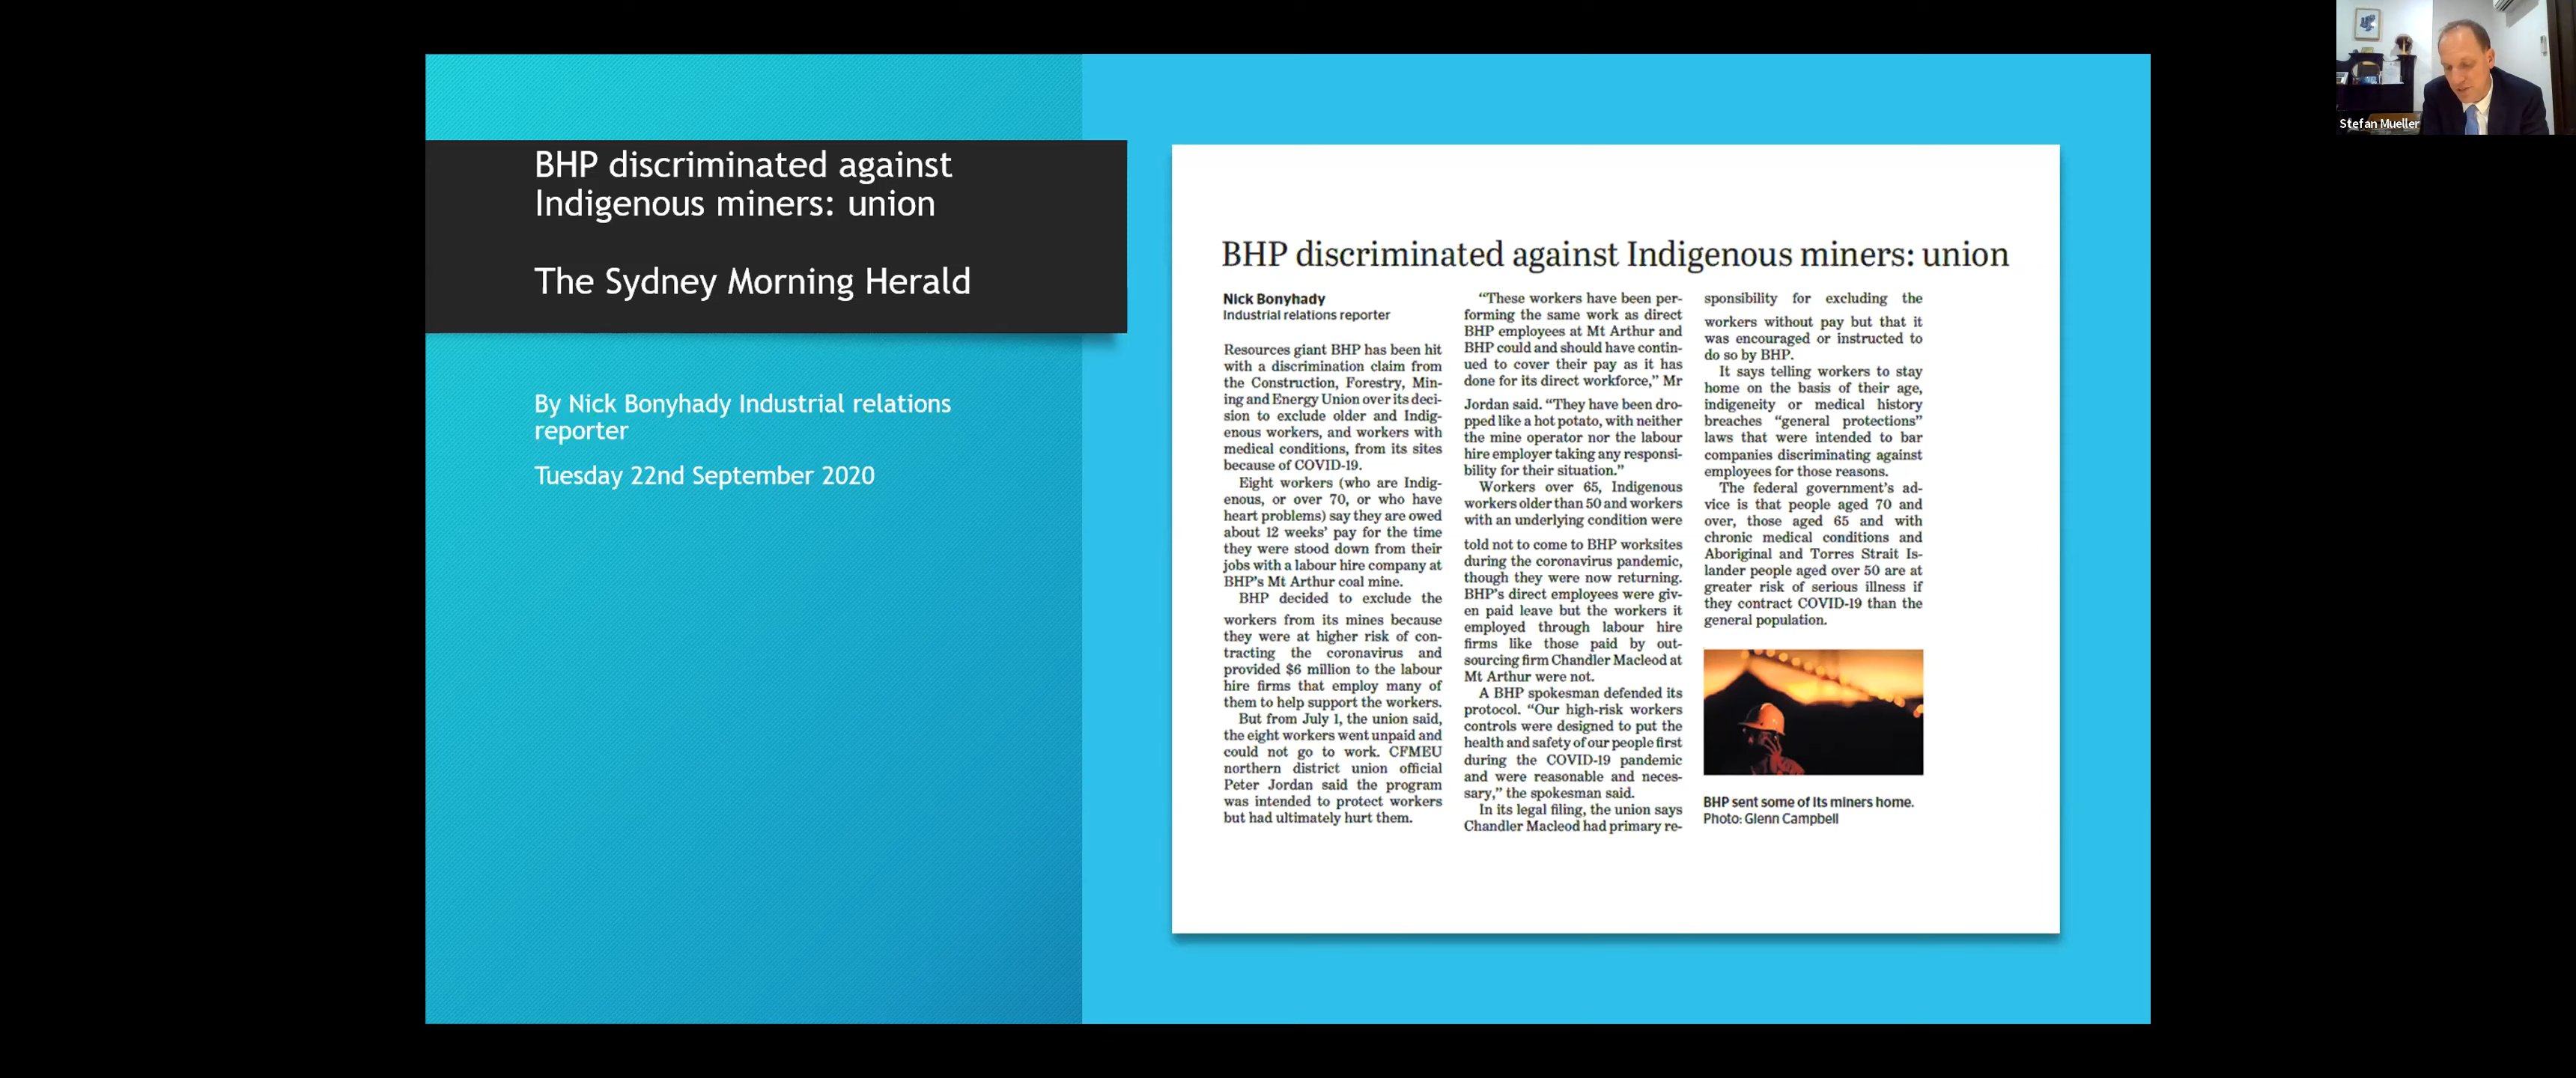 BHP discriminated against
Indigenous miners: union
The Sydney Morning Herald
By Nick Bonyhady Industrial relations
reporter
Tuesday 22nd September 2020
BHP discriminated against Indigenous miners: union
Nick Bonyhady
Industrial relations reporter
Resources giant BHP has been hit
with a discrimination claim from
the Construction, Forestry, Min-
ing and Energy Union over its deci-
sion to exclude older and Indig-
enous workers, and workers with
medical conditions, from its sites
because of COVID-19.
Eight workers (who are Indig-
enous, or over 70, or who have
heart problems) say they are owed
about 12 weeks’ pay for the time
they were stood down from their
jobs with a labour hire company at
BHP’s Mt Arthur coal mine.
BHP decided to exclude the
workers from its mines because
they were at higher risk of con-
tracting the coronavirus and
provided $6 million to the labour
hire firms that employ many of
them to help support the workers.
But from July 1, the union said,
the eight workers went unpaid and
could not go to work. CFMEU
northern district union official
Peter Jordan said the program
was intended to protect workers
but had ultimately hurt them.
“These workers have been per-
forming the same work as direct
BHP employees at Mt Arthur and
BHP could and should have contin-
ued to cover their pay as it has
done for its direct workforce,” Mr
Jordan said. “They have been dro-
pped like a hot potato, with neither
the mine operator nor the labour
hire employer taking any responsi-
bility for their situation.”
Workers over 65, Indigenous
workers older than 50 and workers
with an underlying condition were
told not to come to BHP worksites
during the coronavirus pandemic,
though they were now returning.
BHP’s direct employees were giv-
en paid leave but the workers it
employed through labour hire
firms like those paid by out-
sourcing firm Chandler Macleod at
Mt Arthur were not.
A BHP spokesman defended its
protocol. “Our high-risk workers
controls were designed to put the
health and safety of our people first
during the COVID-19 pandemic
and were reasonable and neces-
sary,” the spokesman said.
In its legal filing, the union says
Chandler Macleod had primary re-
sponsibility for excluding the
workers without pay but that it
was encouraged or instructed to
do so by BHP.
It says telling workers to stay
home on the basis of their age,
indigeneity or medical history
breaches “general protections”
laws that were intended to bar
companies discriminating against
employees for those reasons.
The federal government’s ad-
vice is that people aged 70 and
over, those aged 65 and with
chronic medical conditions and
Aboriginal and Torres Strait Is-
lander people aged over 50 are at
greater risk of serious illness if
they contract COVID-19 than the
general population.
BHP sent some of its miners home.
Photo: Glenn Campbell
Stefan Mueller